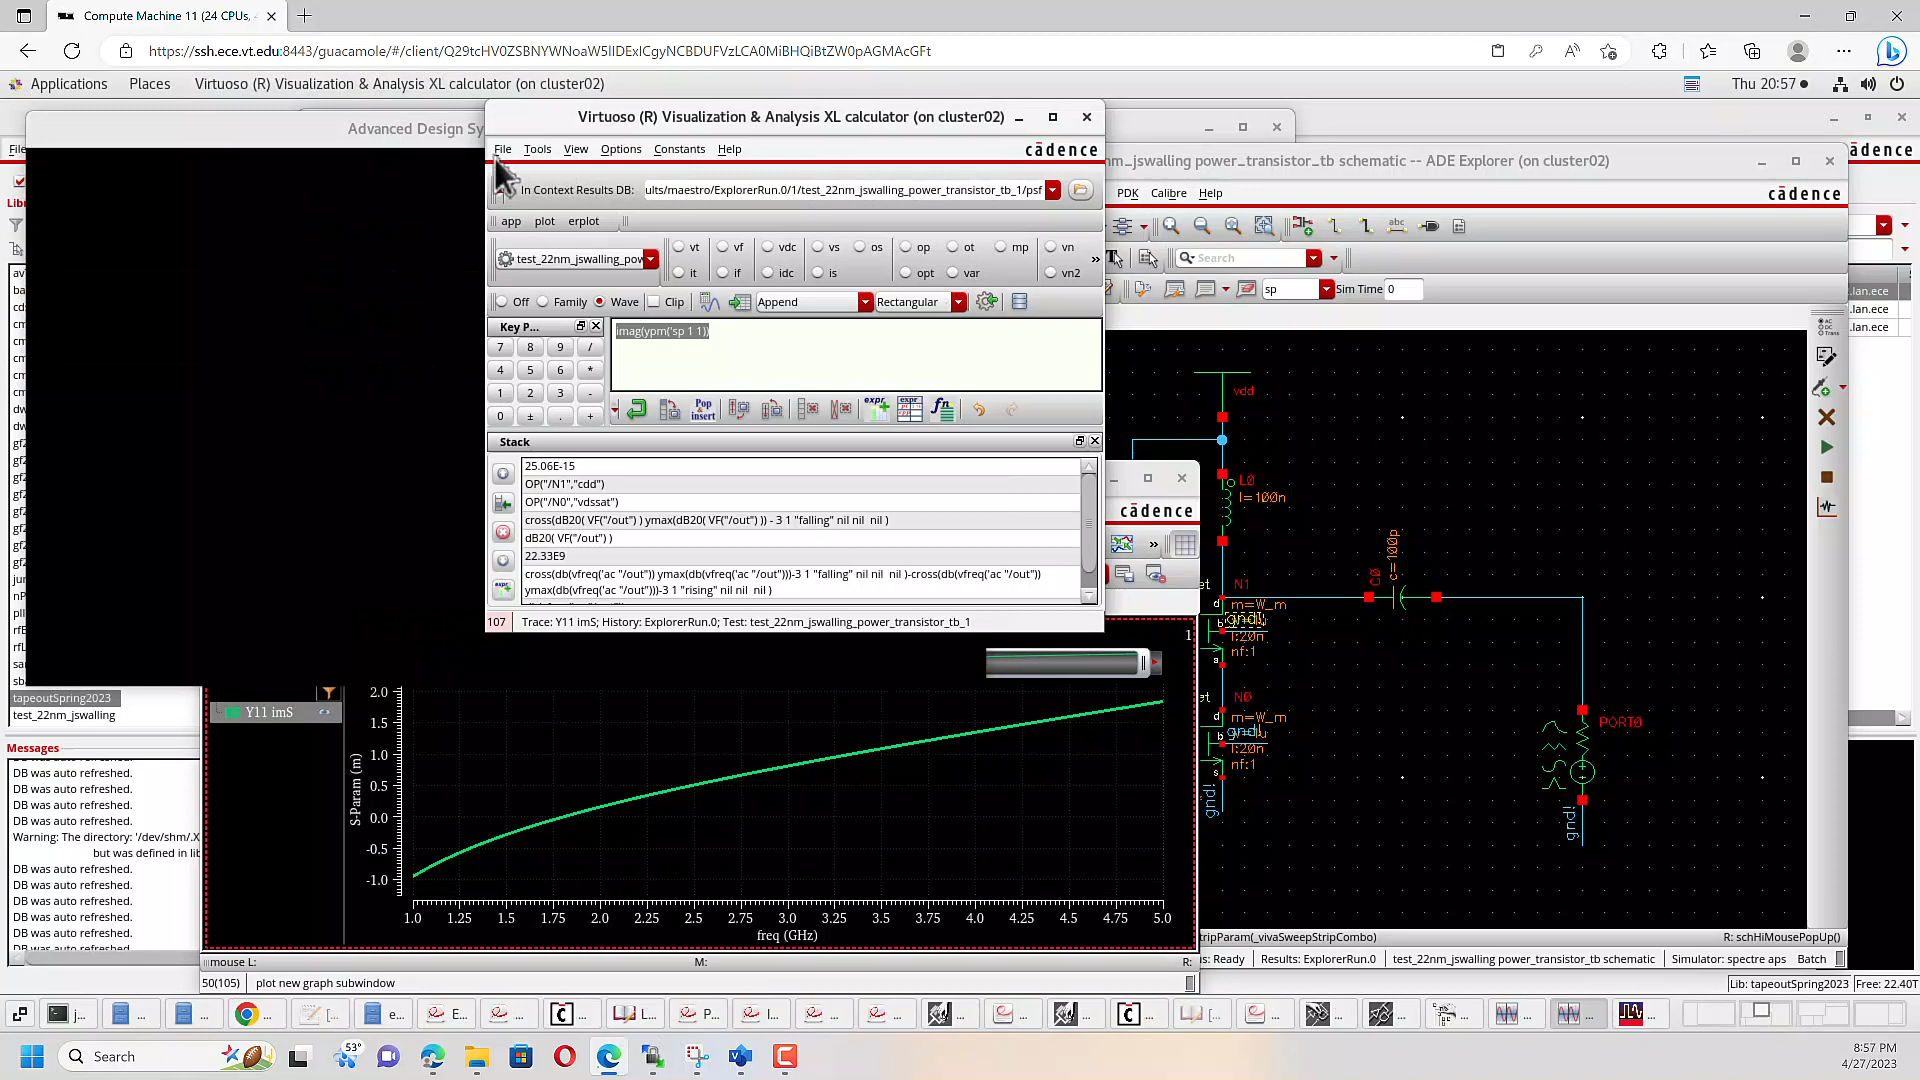 Compute Machine 11 (24 CPUs,
https://ssh.ece.vt.edu:8443/guacamole/#/client/Q29tcHV0ZSBNYWNoaW5lIDExICgyNCBDUFVzLCA0MiBHQiBtZW0pAGMAcGFt
Applications Places Virtuoso (R) Visualization & Analysis XL calculator (on cluster02)
Thu 20:57
Advanced Design Sy
Virtuoso (R) Visualization & Analysis XL calculator (on cluster02)
File Tools View Options Constants Help
cādence
In Context Results DB: ults/maestro/ExplorerRun.0/1/test_22nm_jswalling_power_transistor_tb_1/psf
app plot erplot
test_22nm_jswalling_pow
vt vf vdc vs os op ot mp vn
it if idc is opt var vn2
»
Off Family Wave Clip Append Rectangular
Key P...
7 8 9 /
4 5 6 *
1 2 3 -
0 ± . +
imag(ypm('sp 1 1))
Pop
insert
expr
Stack
25.06E-15
OP("/N1","cdd")
OP("/N0","vdssat")
cross(dB20( VF("/out") ) ymax(dB20( VF("/out") )) - 3 1 "falling" nil nil nil )
dB20( VF("/out") )
22.33E9
cross(db(vfreq('ac "/out")) ymax(db(vfreq('ac "/out")))-3 1 "falling" nil nil nil )-cross(db(vfreq('ac "/out"))
ymax(db(vfreq('ac "/out")))-3 1 "rising" nil nil nil )
107 Trace: Y11 imS; History: ExplorerRun.0; Test: test_22nm_jswalling_power_transistor_tb_1
nm_jswalling power_transistor_tb schematic -- ADE Explorer (on cluster02)
PDK Calibre Help
cādence
cādence
abc
Search
sp
Sim Time 0
.lan.ece
.lan.ece
.lan.ece
File
Libr
tapeoutSpring2023
test_22nm_jswalling
Messages
DB was auto refreshed.
DB was auto refreshed.
DB was auto refreshed.
DB was auto refreshed.
Warning: The directory: '/dev/shm/.X
but was defined in lib
DB was auto refreshed.
DB was auto refreshed.
DB was auto refreshed.
DB was auto refreshed.
DB was auto refreshed.
DB was auto refreshed.
cādence
»
vdd
L0
l=100n
C0
c=100p
N1
m=W_m
gnd!
l:20n
nf:1
N0
m=W_m
gnd!
l:20n
nf:1
gnd!
PORT0
gnd!
Y11 imS
1
S-Param (m)
2.0
1.5
1.0
0.5
0.0
-0.5
-1.0
1.0 1.25 1.5 1.75 2.0 2.25 2.5 2.75 3.0 3.25 3.5 3.75 4.0 4.25 4.5 4.75 5.0
freq (GHz)
mouse L: M: R:
50(105) plot new graph subwindow
tripParam(_vivaSweepStripCombo)
R: schHiMousePopUp()
us: Ready Results: ExplorerRun.0 test_22nm_jswalling power_transistor_tb schematic Simulator: spectre aps Batch
Lib: tapeoutSpring2023 Free: 22.40T
j... ... ... ... [... e... E... ... ... L... P... I... ... ... ... ... ... ... [... ... ... ... ... ... ... ...
Search
53°
8:57 PM
4/27/2023